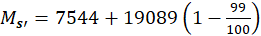 M_{s′} = 7544 + 19089 (1 − 99/100)